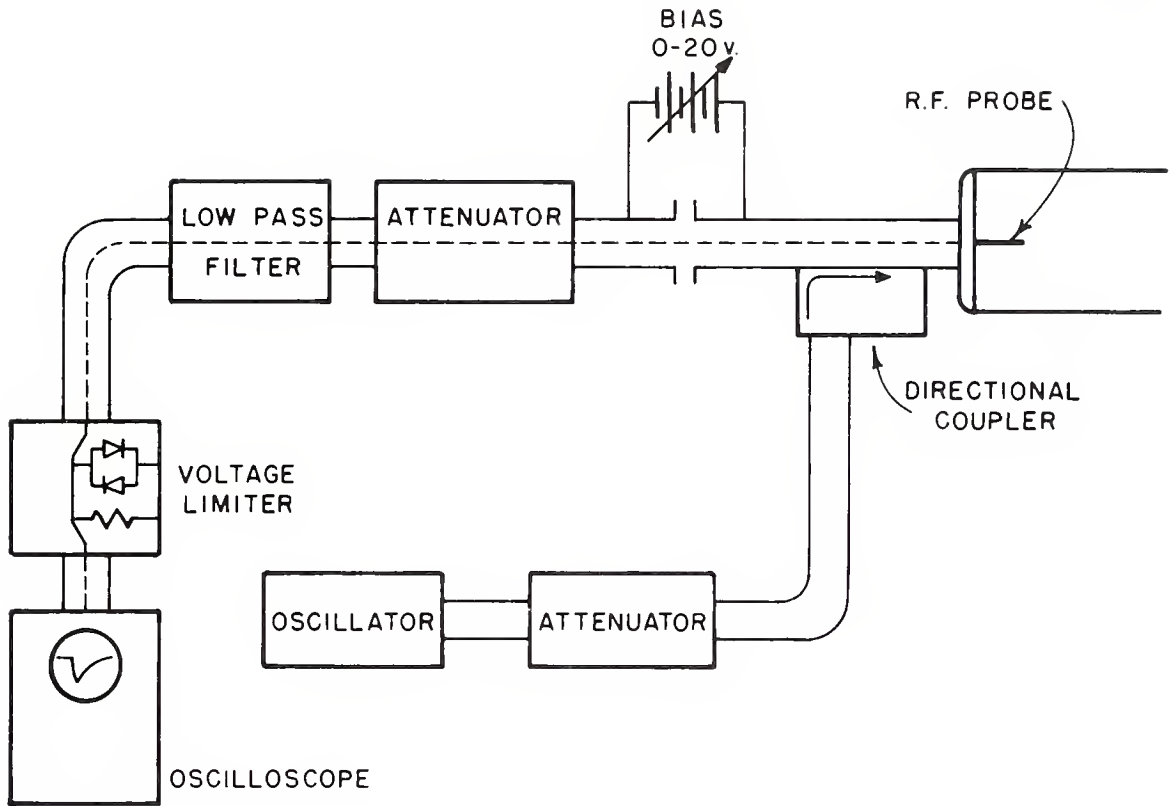 BIAS
0-20 v.
R.F. PROBE
LOW PASS
FILTER
ATTENUATOR
DIRECTIONAL
COUPLER
VOLTAGE
LIMITER
OSCILLATOR
ATTENUATOR
OSCILLOSCOPE